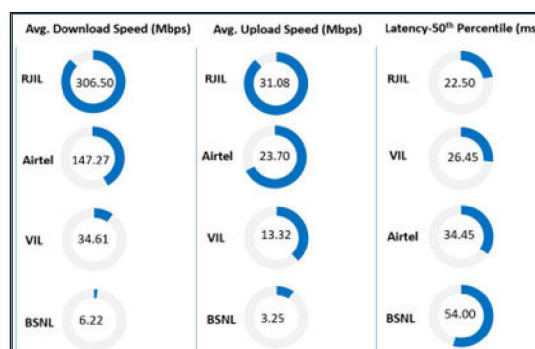 Avg. Download Speed (Mbps)
RJIL 306.50
Airtel 147.27
VIL 34.61
BSNL 6.22
Avg. Upload Speed (Mbps)
RJIL 31.08
Airtel 23.70
VIL 13.32
BSNL 3.25
Latency-50th Percentile (ms
RJIL 22.50
VIL 26.45
Airtel 34.45
BSNL 54.00